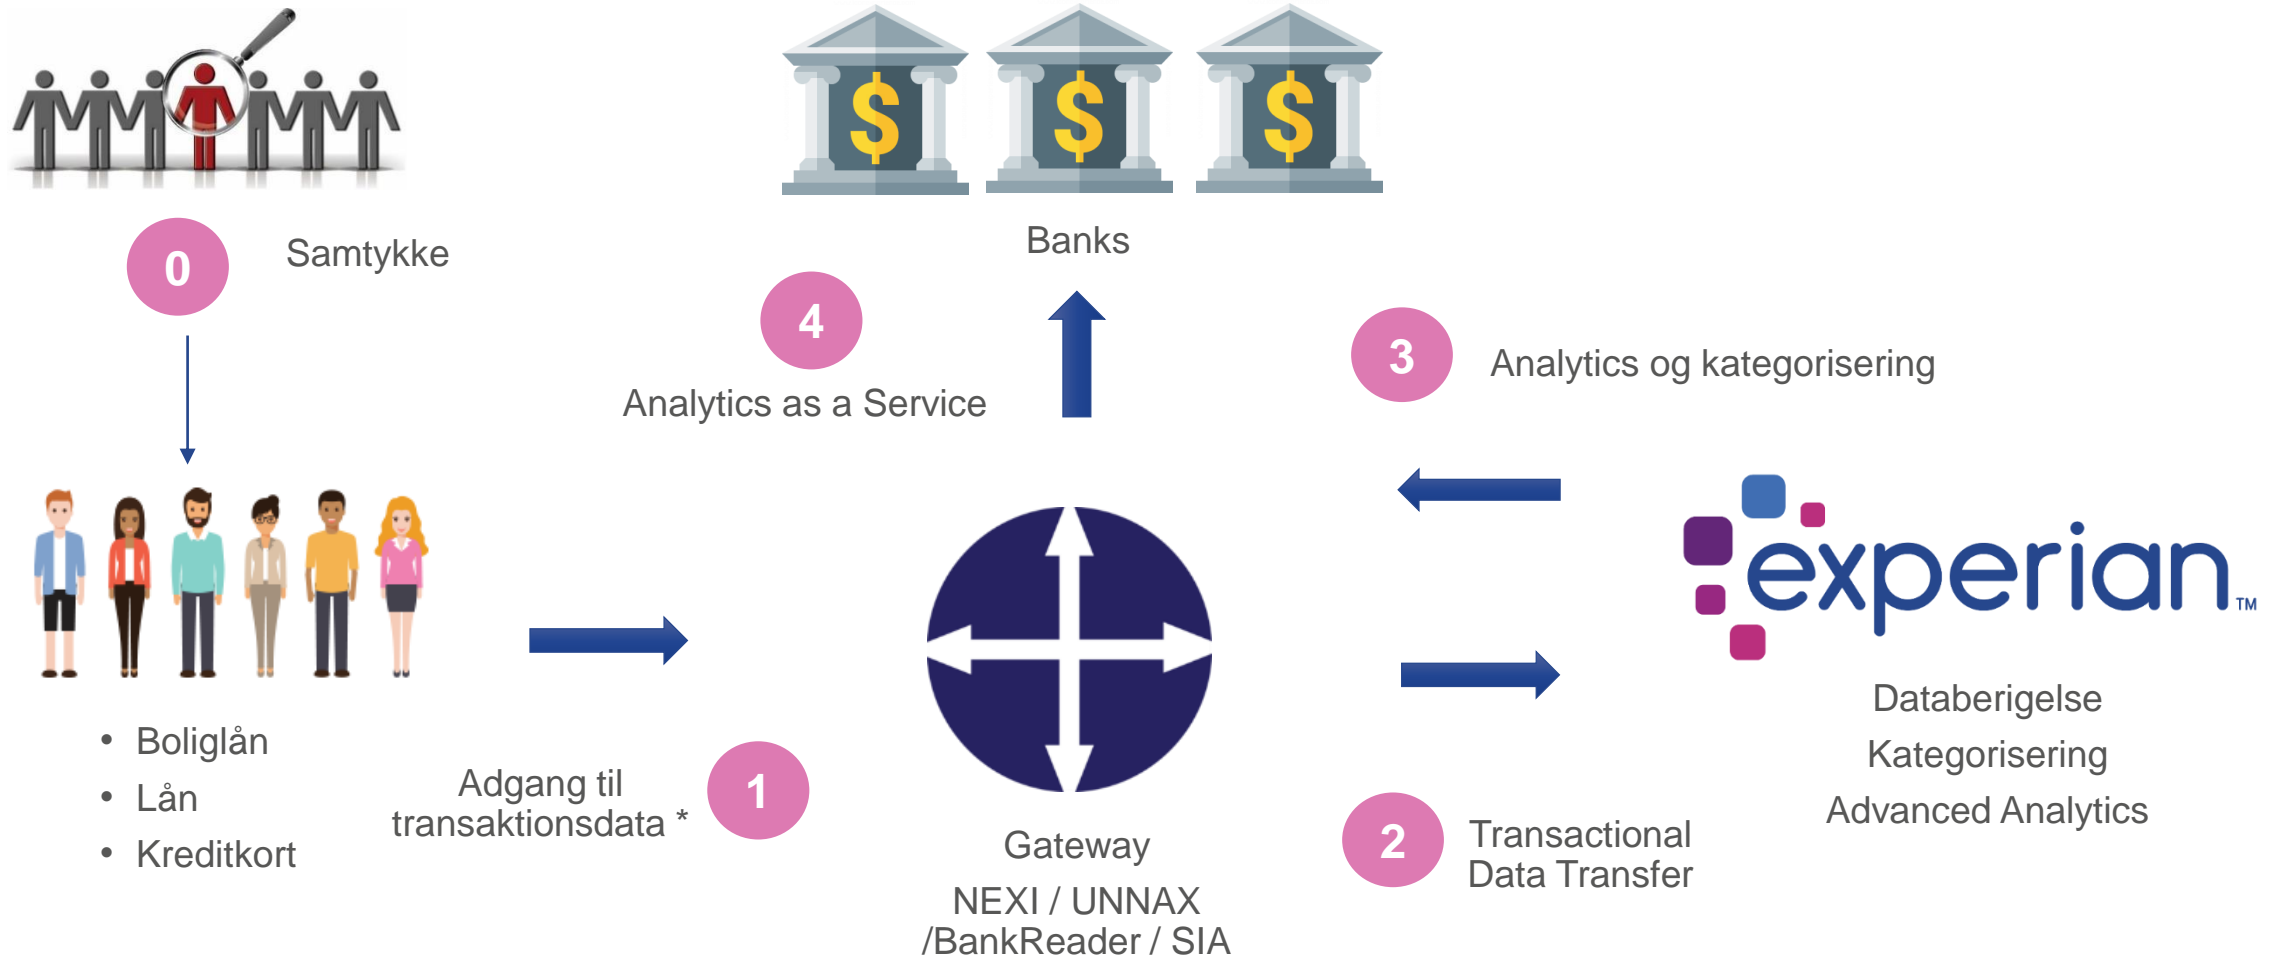 0
Samtykke
$
$
$
Banks
4
Analytics as a Service
3
Analytics og kategorisering
experian™
Databerigelse
Kategorisering
Advanced Analytics
• Boliglån
• Lån
• Kreditkort
Adgang til
transaktionsdata *
1
Gateway
NEXI / UNNAX
/BankReader / SIA
2
Transactional
Data Transfer